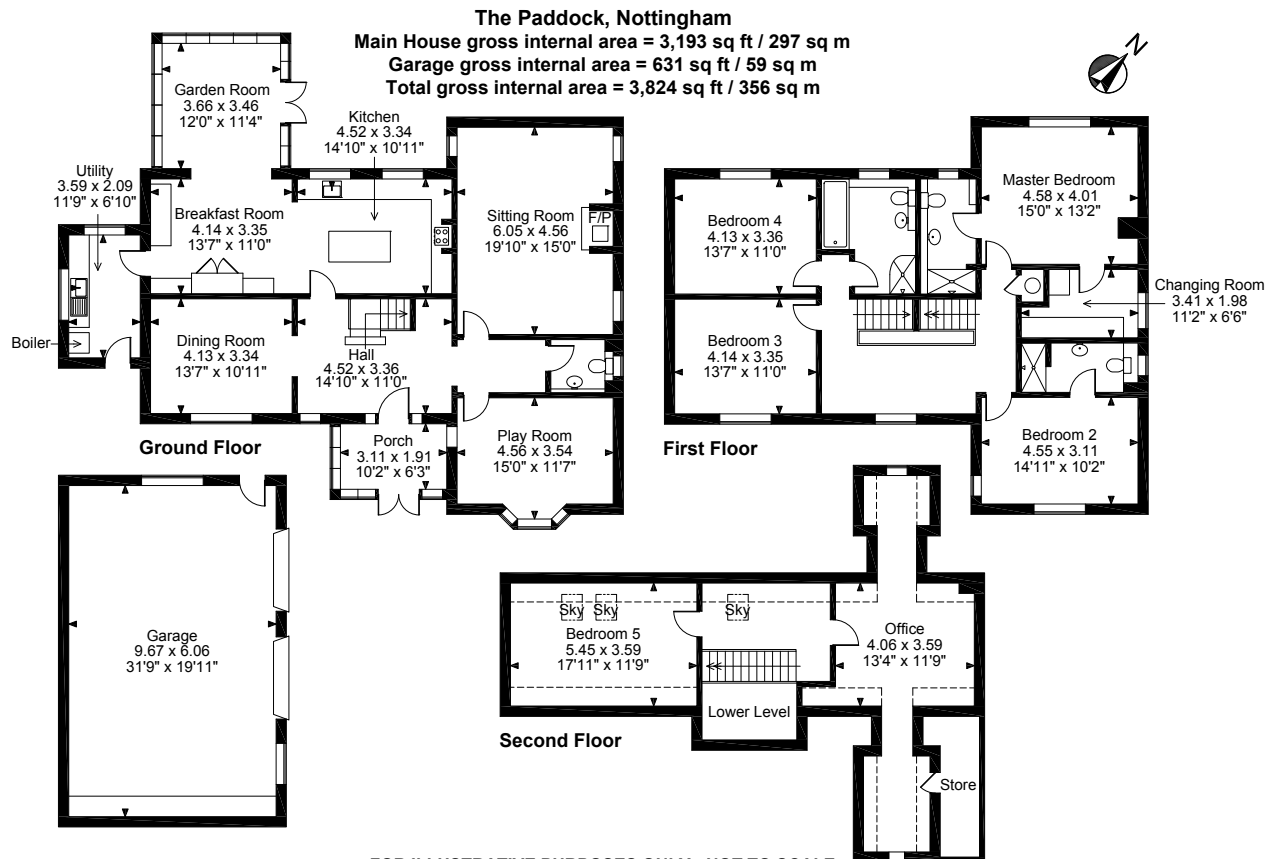 The Paddock, Nottingham
Main House gross internal area = 3,193 sq ft / 297 sq m
Garage gross internal area = 631 sq ft / 59 sq m
Total gross internal area = 3,824 sq ft / 356 sq m
N
Garden Room
3.66 x 3.46
12'0" x 11'4"
Kitchen
4.52 x 3.34
14'10" x 10'11"
Utility
3.59 x 2.09
11'9" x 6'10"
Breakfast Room
4.14 x 3.35
13'7" x 11'0"
Sitting Room
6.05 x 4.56
19'10" x 15'0"
F/P
Boiler
Dining Room
4.13 x 3.34
13'7" x 10'11"
Hall
4.52 x 3.36
14'10" x 11'0"
Porch
3.11 x 1.91
10'2" x 6'3"
Play Room
4.56 x 3.54
15'0" x 11'7"
Ground Floor
Bedroom 4
4.13 x 3.36
13'7" x 11'0"
Master Bedroom
4.58 x 4.01
15'0" x 13'2"
Changing Room
3.41 x 1.98
11'2" x 6'6"
Bedroom 3
4.14 x 3.35
13'7" x 11'0"
Bedroom 2
4.55 x 3.11
14'11" x 10'2"
First Floor
Garage
9.67 x 6.06
31'9" x 19'11"
Sky
Sky
Sky
Bedroom 5
5.45 x 3.59
17'11" x 11'9"
Office
4.06 x 3.59
13'4" x 11'9"
Lower Level
Second Floor
Store
FOR ILLUSTRATIVE PURPOSES ONLY - NOT TO SCALE